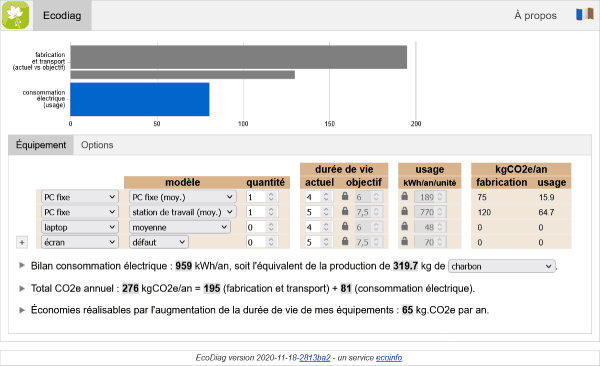 Ecodiag
À propos
fabrication
et transport
(actuel vs objectif)
consommation
électrique
(usage)
0 50 100 150 200
Équipement Options
durée de vie usage kgCO2e/an
modèle quantité actuel objectif kWh/an/unité fabrication usage
PC fixe PC fixe (moy.) 1 4 6 189 75 15.9
PC fixe station de travail (moy.) 1 5 7,5 770 120 64.7
laptop moyenne 0 4 6 48 0 0
+ écran défaut 0 5 7,5 70 0 0
Bilan consommation électrique : 959 kWh/an, soit l'équivalent de la production de 319.7 kg de charbon.
Total CO2e annuel : 276 kgCO2e/an = 195 (fabrication et transport) + 81 (consommation électrique).
Économies réalisables par l'augmentation de la durée de vie de mes équipements : 65 kg.CO2e par an.
EcoDiag version 2020-11-18-2813ba2 - un service ecoinfo